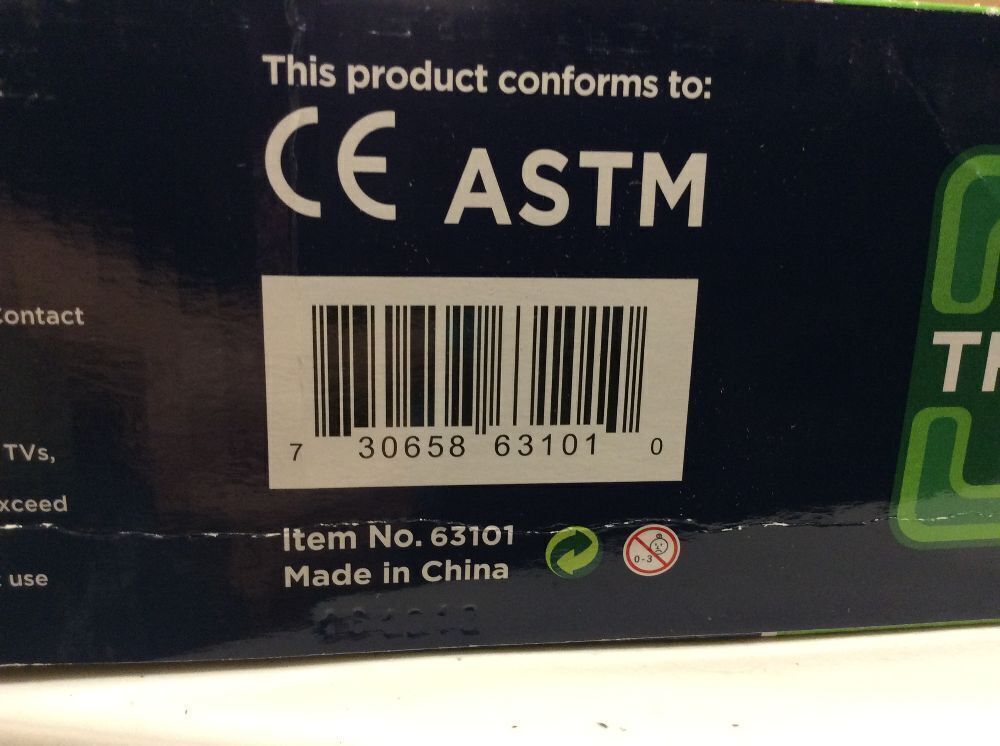 This product conforms to:
CE ASTM
Contact
TVs,
xceed
use
7 30658 63101 0
Item No. 63101
Made in China
0-3